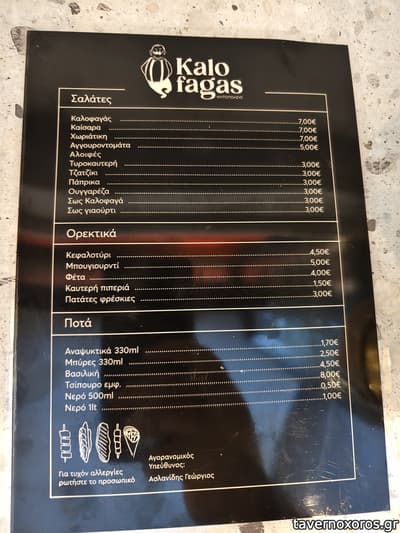 Kalo
fagas
Σαλάτες
Καλοφαγάς 7,00€
Καίσαρα 7,00€
Χωριάτικη 7,00€
Αγγουροντομάτα 5,00€
Αλοιφές
Τυροκαυτερή 3,00€
Τζατζίκι 3,00€
Πάπρικα 3,00€
Ουγγαρέζα 3,00€
Σως Καλοφαγά 3,00€
Σως γιαούρτι 3,00€
Ορεκτικά
Κεφαλοτύρι 4,50€
Μπουγιουρντί 5,00€
Φέτα 4,00€
Καυτερή πιπεριά 1,50€
Πατάτες φρέσκιες 3,00€
Ποτά
Αναψυκτικά 330ml 1,70€
Μπύρες 330ml 2,50€
Βασιλική 4,50€
Τσίπουρο εμφ. 8,00€
Νερό 500ml 0,50€
Νερό 1lt 1,00€
Για τυχόν αλλεργίες
ρωτήστε το προσωπικό
Αγορανομικός
Υπεύθυνος:
Ασλανίδης Γεώργιος
tavernoxoros.gr